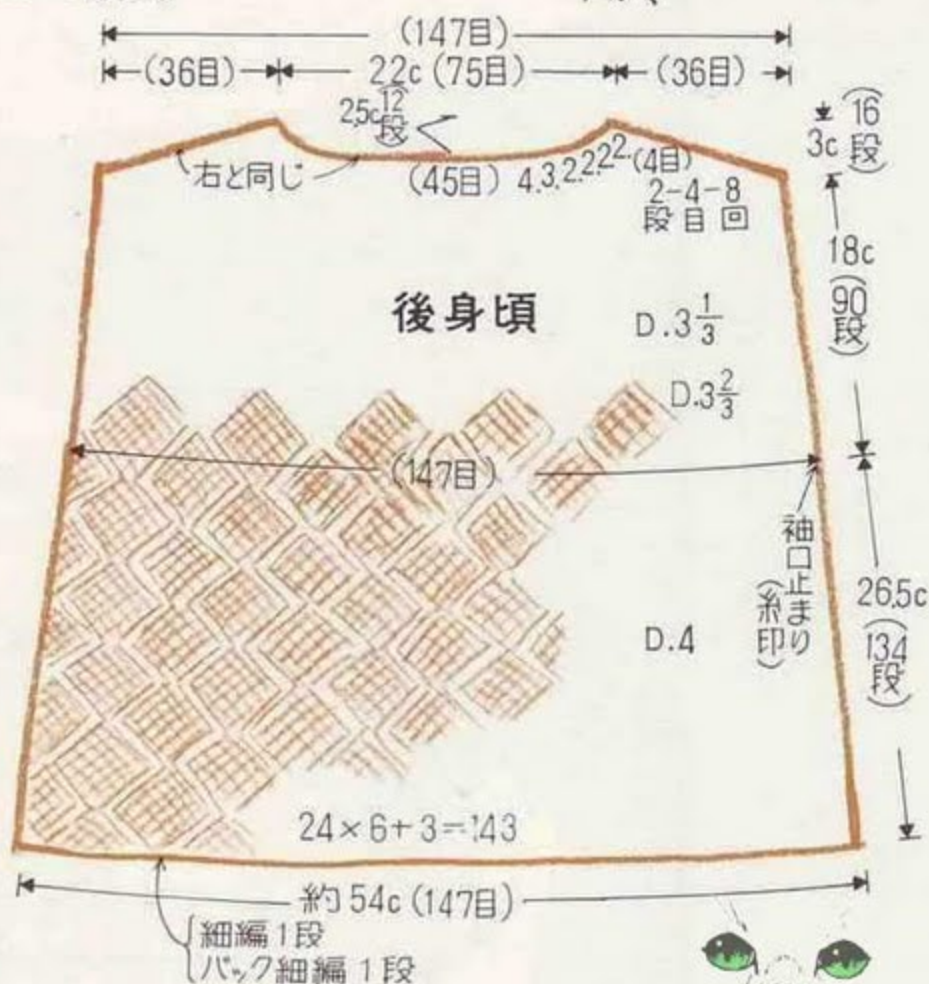 (147目)
(36目) 22c (75目) (36目)
2.5c 12段
3c (16段)
右と同じ
(45目) 4.3.2.2.2.2. (4目)
2-4-8
段目回
18c (90段)
後身頃
D.3 1/3
D.3 2/3
(147目)
袖口止まり
(糸印)
26.5c (134段)
D.4
24×6+3=143
約54c (147目)
細編1段
バック細編1段